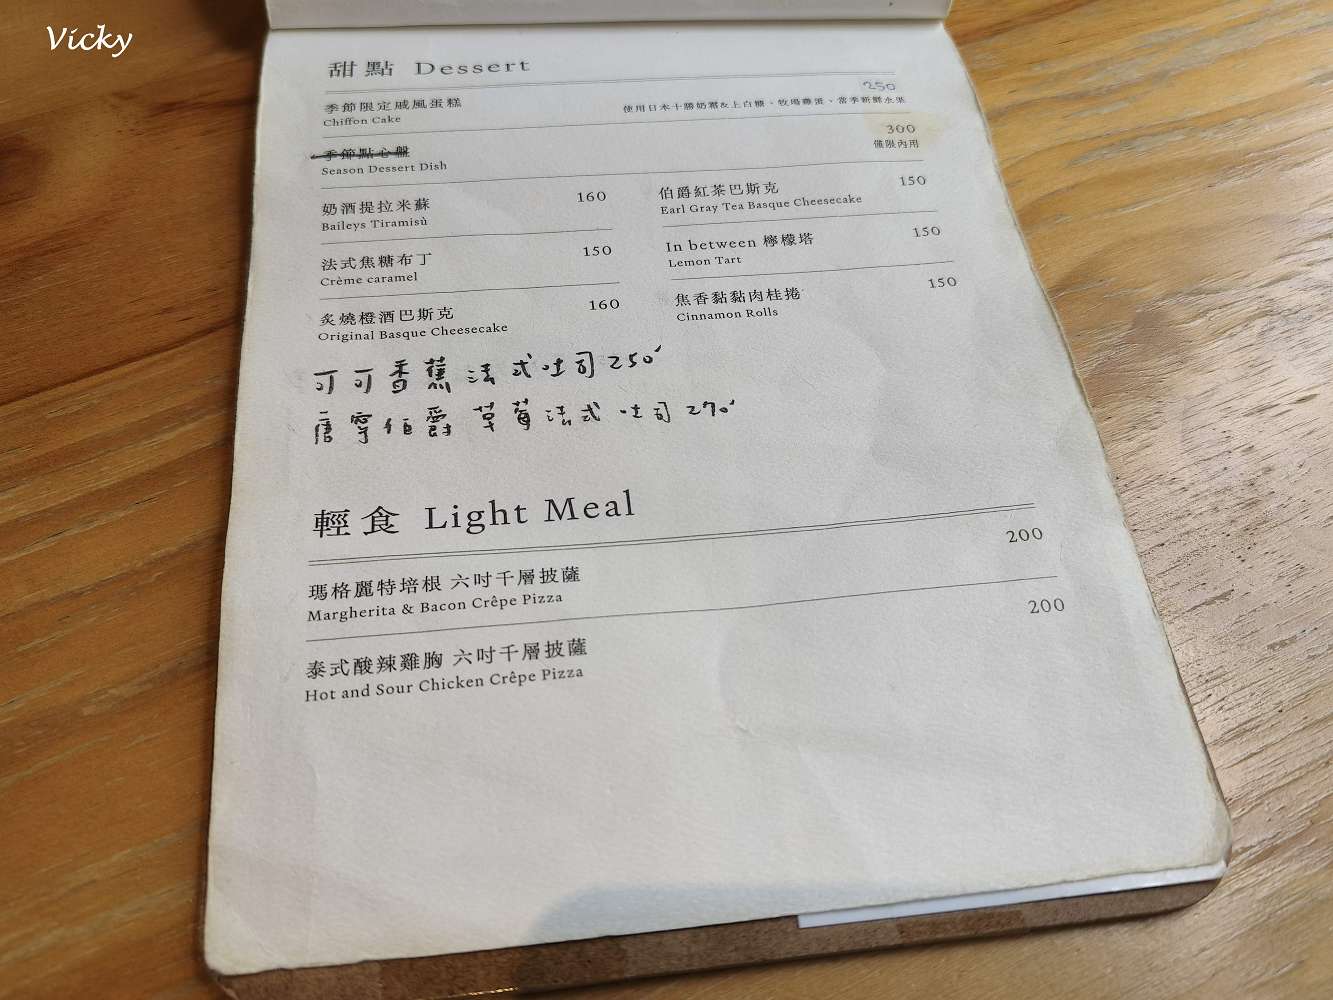 Vicky
甜點 Dessert
季節限定戚風蛋糕 250
Chiffon Cake 使用日本十勝奶霜&上白糖、牧場雞蛋、當季新鮮水果
季節點心盤 300
Season Dessert Dish 僅限內用
奶酒提拉米蘇 160
Baileys Tiramisù
法式焦糖布丁 150
Crème caramel
炙燒橙酒巴斯克 160
Original Basque Cheesecake
伯爵紅茶巴斯克 150
Earl Gray Tea Basque Cheesecake
In between 檸檬塔 150
Lemon Tart
焦香黏黏肉桂捲 150
Cinnamon Rolls
可可香蕉法式吐司 250
唐寧伯爵草莓法式吐司 270
輕食 Light Meal
瑪格麗特培根 六吋千層披薩 200
Margherita & Bacon Crêpe Pizza
泰式酸辣雞胸 六吋千層披薩 200
Hot and Sour Chicken Crêpe Pizza